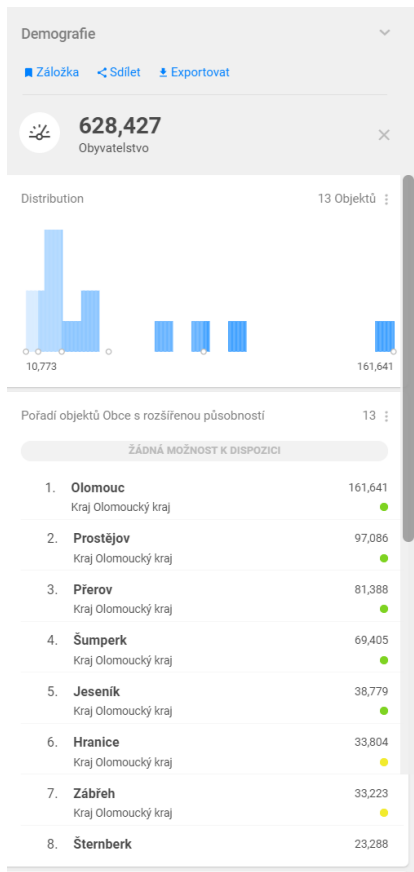 Demografie
Záložka Sdílet Exportovat
628,427
Obyvatelstvo
Distribution 13 Objektů
10,773 161,641
Pořadí objektů Obce s rozšířenou působností 13
ŽÁDNÁ MOŽNOST K DISPOZICI
1. Olomouc 161,641
Kraj Olomoucký kraj
2. Prostějov 97,086
Kraj Olomoucký kraj
3. Přerov 81,388
Kraj Olomoucký kraj
4. Šumperk 69,405
Kraj Olomoucký kraj
5. Jeseník 38,779
Kraj Olomoucký kraj
6. Hranice 33,804
Kraj Olomoucký kraj
7. Zábřeh 33,223
Kraj Olomoucký kraj
8. Šternberk 23,288